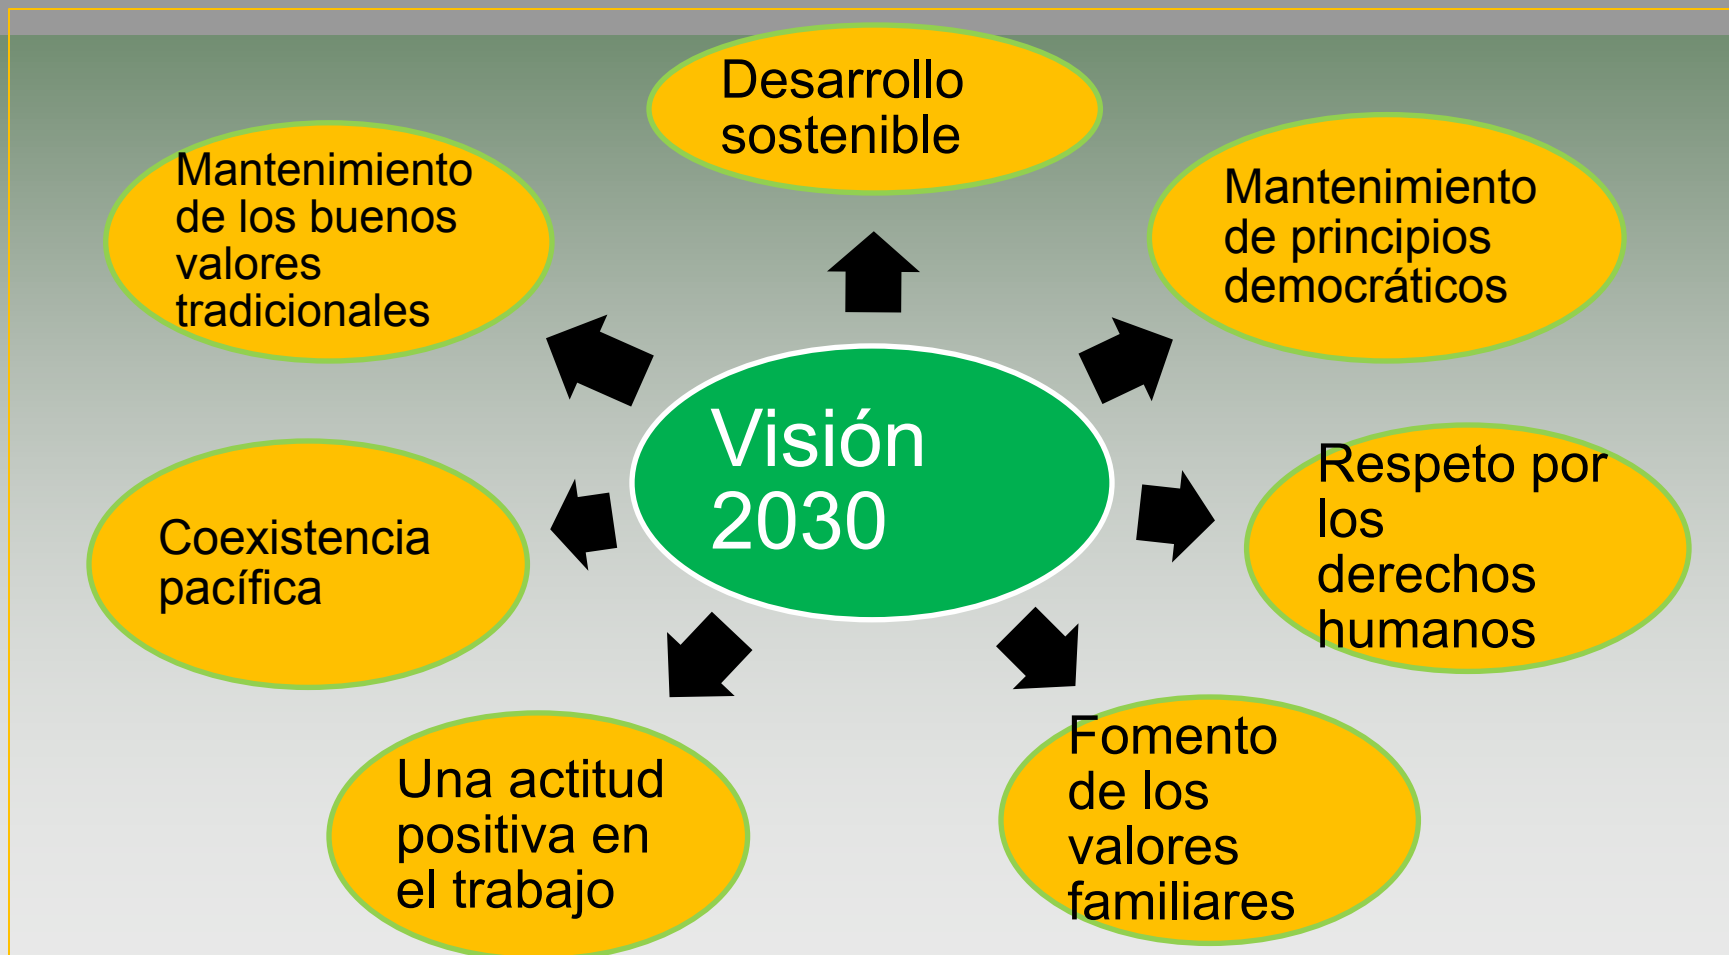 Desarrollo
sostenible
Mantenimiento
de los buenos
valores
tradicionales
Mantenimiento
de principios
democráticos
Visión
2030
Respeto por
los
derechos
humanos
Coexistencia
pacífica
Fomento
de los
valores
familiares
Una actitud
positiva en
el trabajo